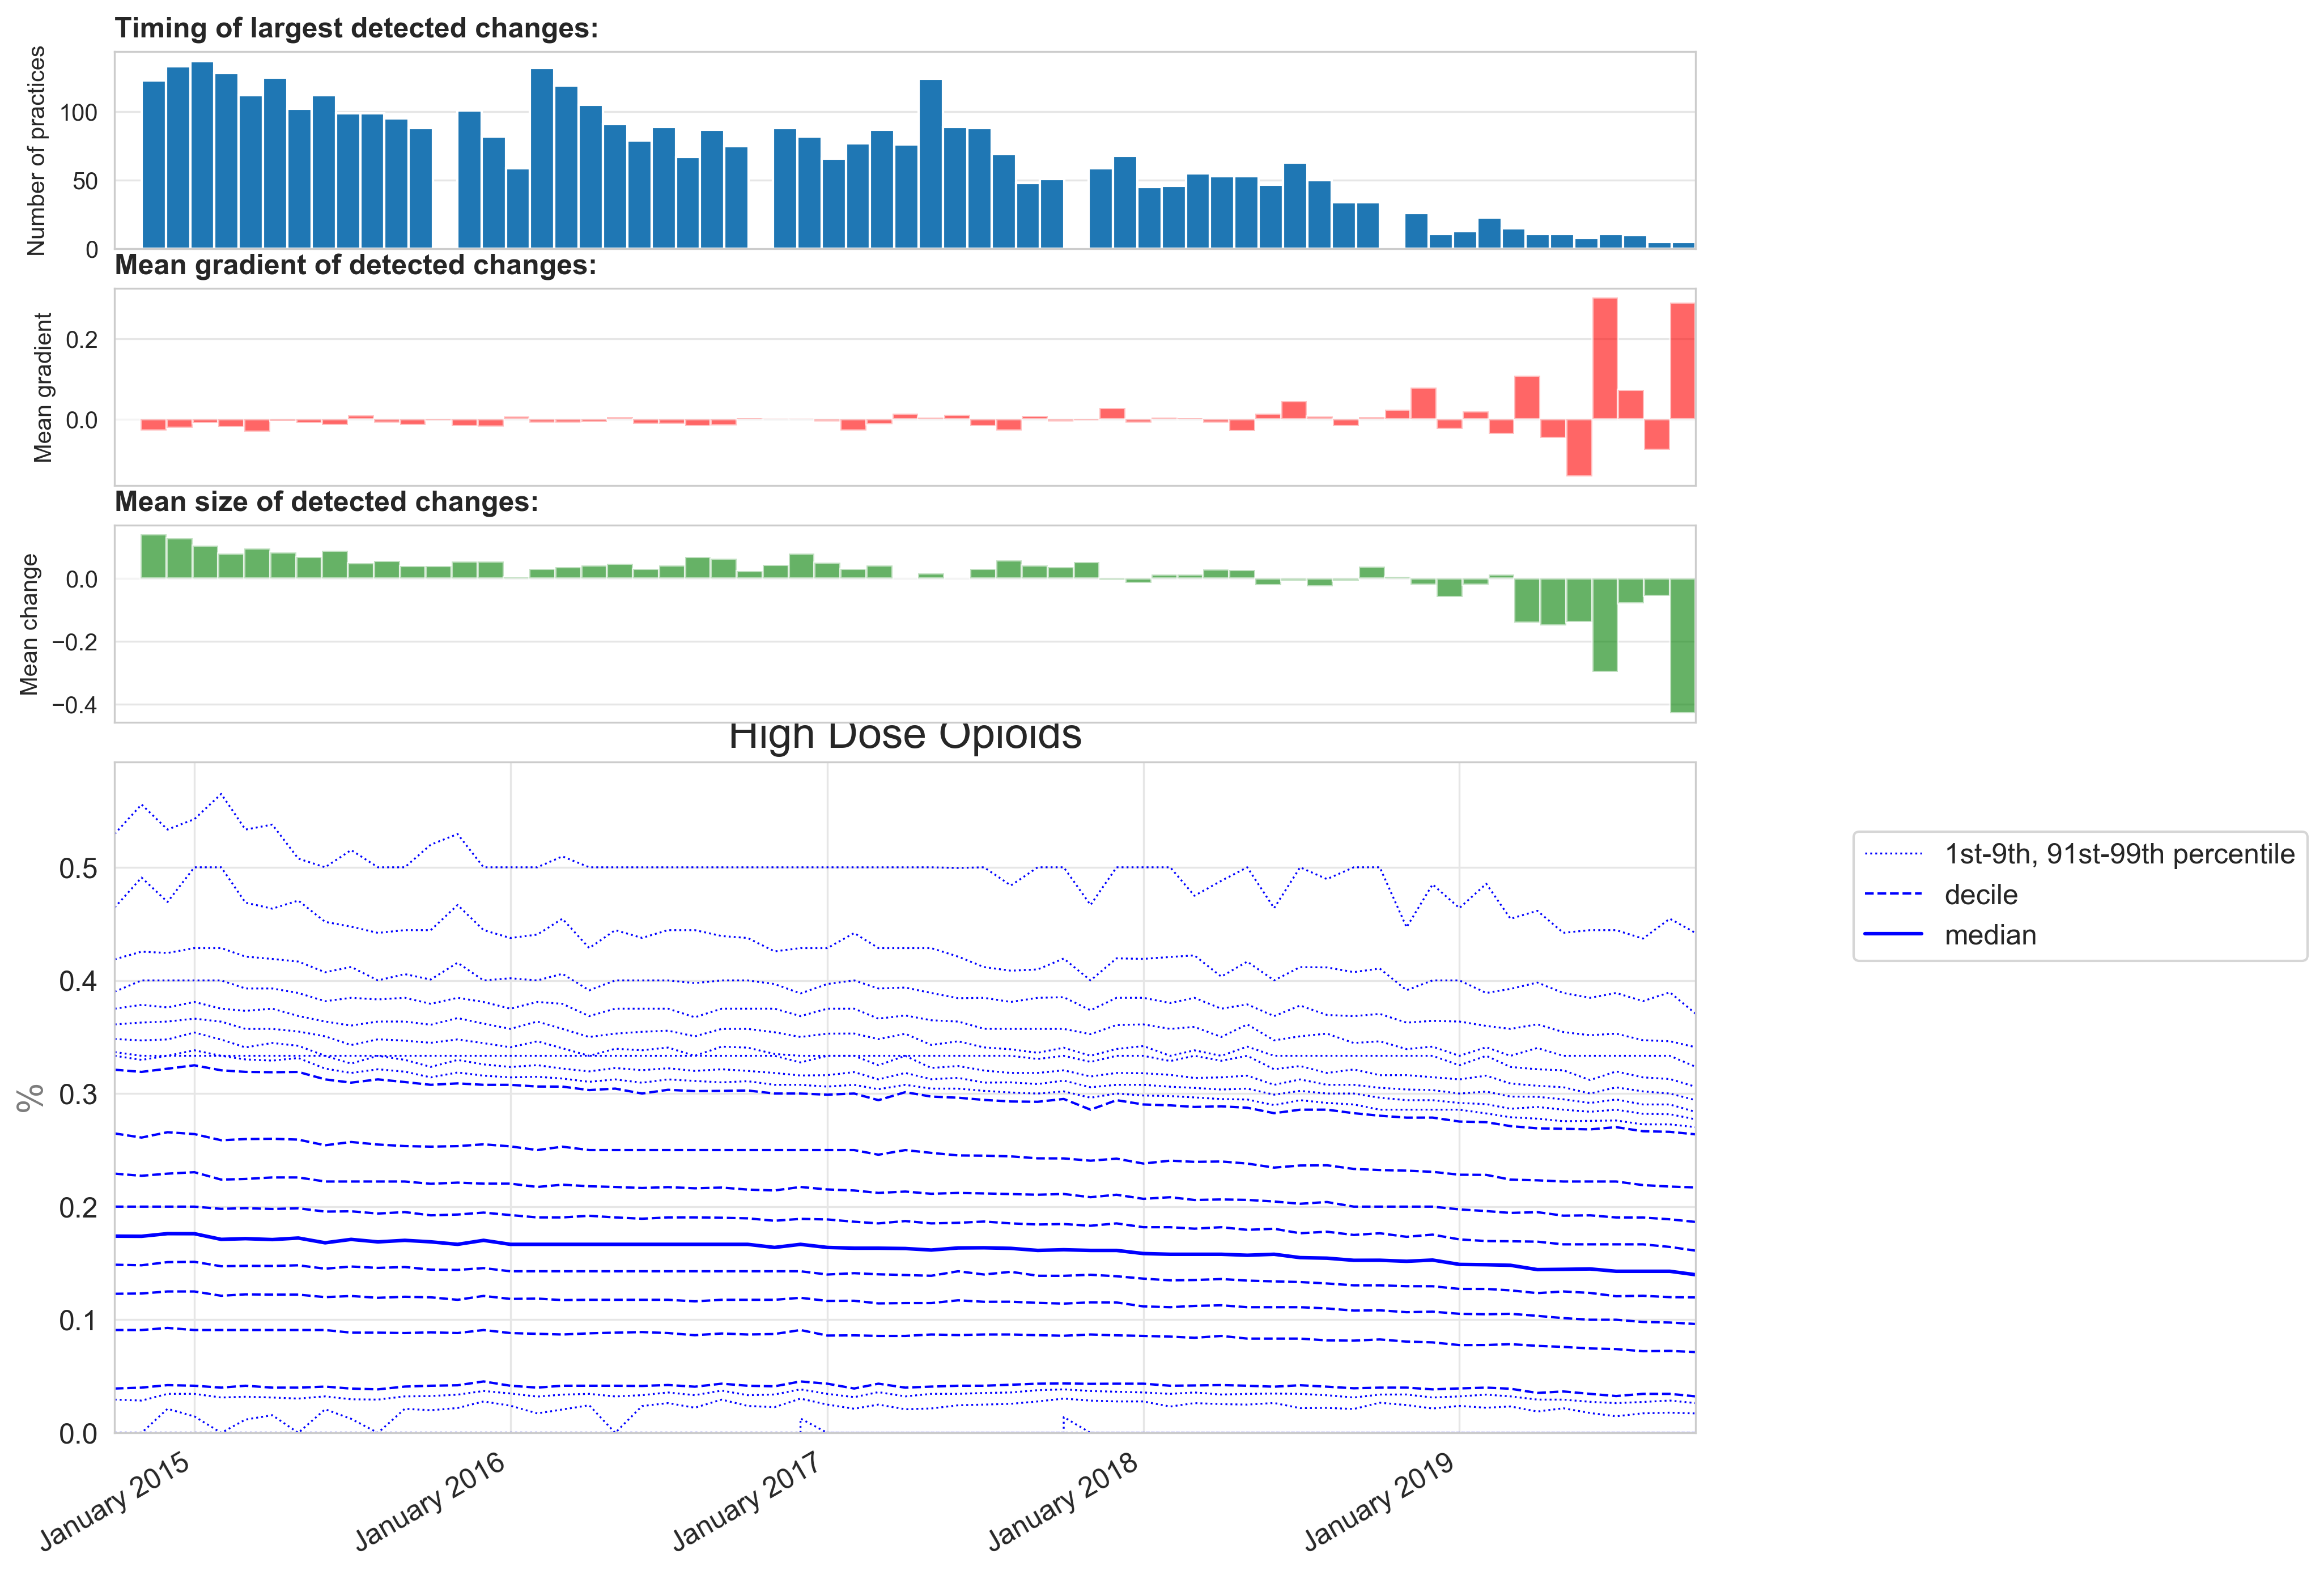 Timing of largest detected changes:
Number of practices
100
50
0
Mean gradient of detected changes:
Mean gradient
0.2
0.0
Mean size of detected changes:
Mean change
0.0
−0.2
−0.4
High Dose Opioids
%
0.5
0.4
0.3
0.2
0.1
0.0
January 2015
January 2016
January 2017
January 2018
January 2019
1st-9th, 91st-99th percentile
decile
median